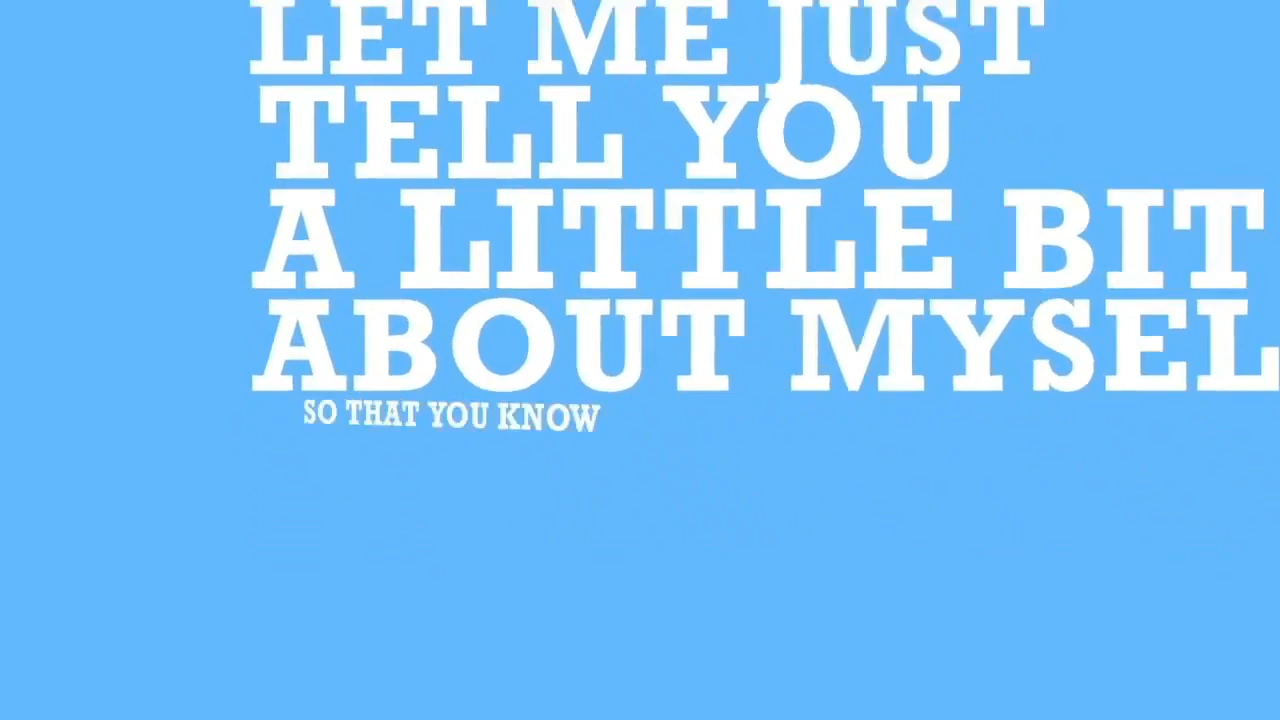 LET ME JUST
TELL YOU
A LITTLE BIT
ABOUT MYSEL
SO THAT YOU KNOW